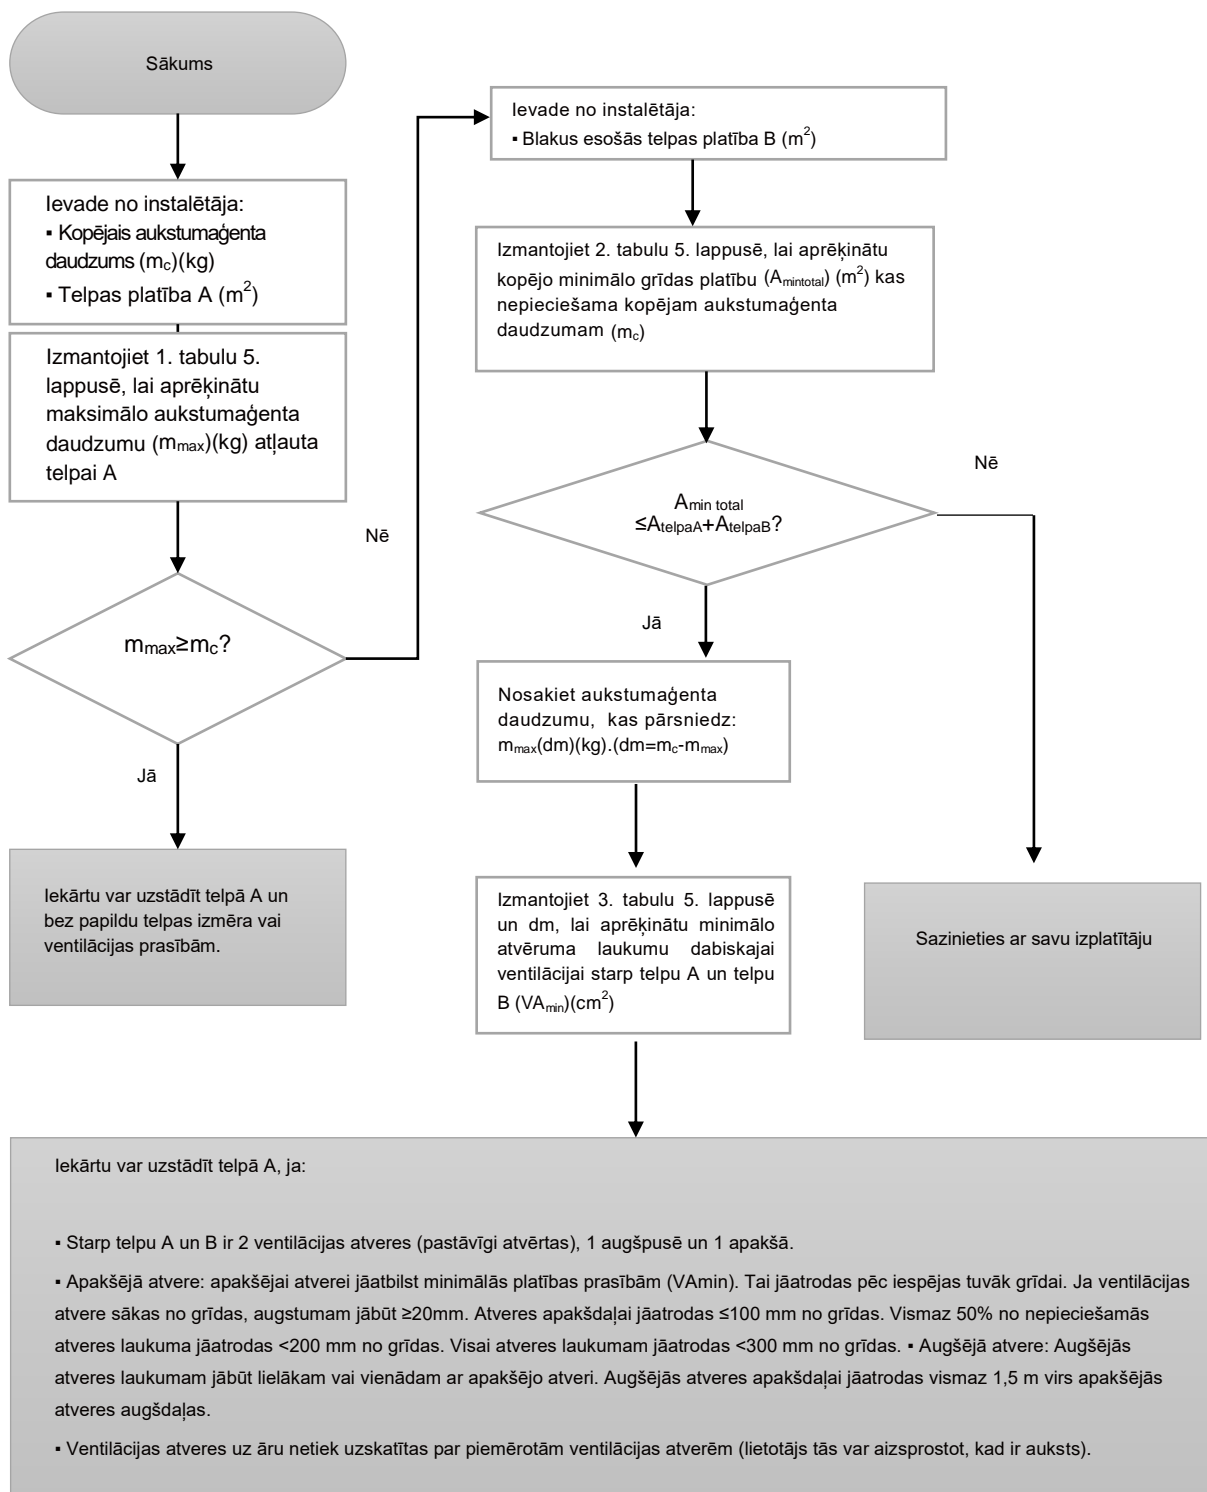 Sākums
Ievade no instalētāja:
▪ Kopējais aukstumaģenta
daudzums (mc)(kg)
▪ Telpas platība A (m²)
Izmantojiet 1. tabulu 5.
lappusē, lai aprēķinātu
maksimālo aukstumaģenta
daudzumu (mmax)(kg) atļauta
telpai A
mmax≥mc?
Nē
Jā
Iekārtu var uzstādīt telpā A un
bez papildu telpas izmēra vai
ventilācijas prasībām.
Ievade no instalētāja:
▪ Blakus esošās telpas platība B (m²)
Izmantojiet 2. tabulu 5. lappusē, lai aprēķinātu
kopējo minimālo grīdas platību (Amintotal) (m²) kas
nepieciešama kopējam aukstumaģenta
daudzumam (mc)
Amin total
≤AtelpaA+AtelpaB?
Nē
Jā
Nosakiet aukstumaģenta
daudzumu, kas pārsniedz:
mmax(dm)(kg).(dm=mc-mmax)
Izmantojiet 3. tabulu 5. lappusē
un dm, lai aprēķinātu minimālo
atvēruma laukumu dabiskajai
ventilācijai starp telpu A un telpu
B (VAmin)(cm²)
Sazinieties ar savu izplatītāju
Iekārtu var uzstādīt telpā A, ja:
▪ Starp telpu A un B ir 2 ventilācijas atveres (pastāvīgi atvērtas), 1 augšpusē un 1 apakšā.
▪ Apakšējā atvere: apakšējai atverei jāatbilst minimālās platības prasībām (VAmin). Tai jāatrodas pēc iespējas tuvāk grīdai. Ja ventilācijas
atvere sākas no grīdas, augstumam jābūt ≥20mm. Atveres apakšdaļai jāatrodas ≤100 mm no grīdas. Vismaz 50% no nepieciešamās
atveres laukuma jāatrodas <200 mm no grīdas. Visai atveres laukumam jāatrodas <300 mm no grīdas. ▪ Augšējā atvere: Augšējās
atveres laukumam jābūt lielākam vai vienādam ar apakšējo atveri. Augšējās atveres apakšdaļai jāatrodas vismaz 1,5 m virs apakšējās
atveres augšdaļas.
▪ Ventilācijas atveres uz āru netiek uzskatītas par piemērotām ventilācijas atverēm (lietotājs tās var aizsprostot, kad ir auksts).